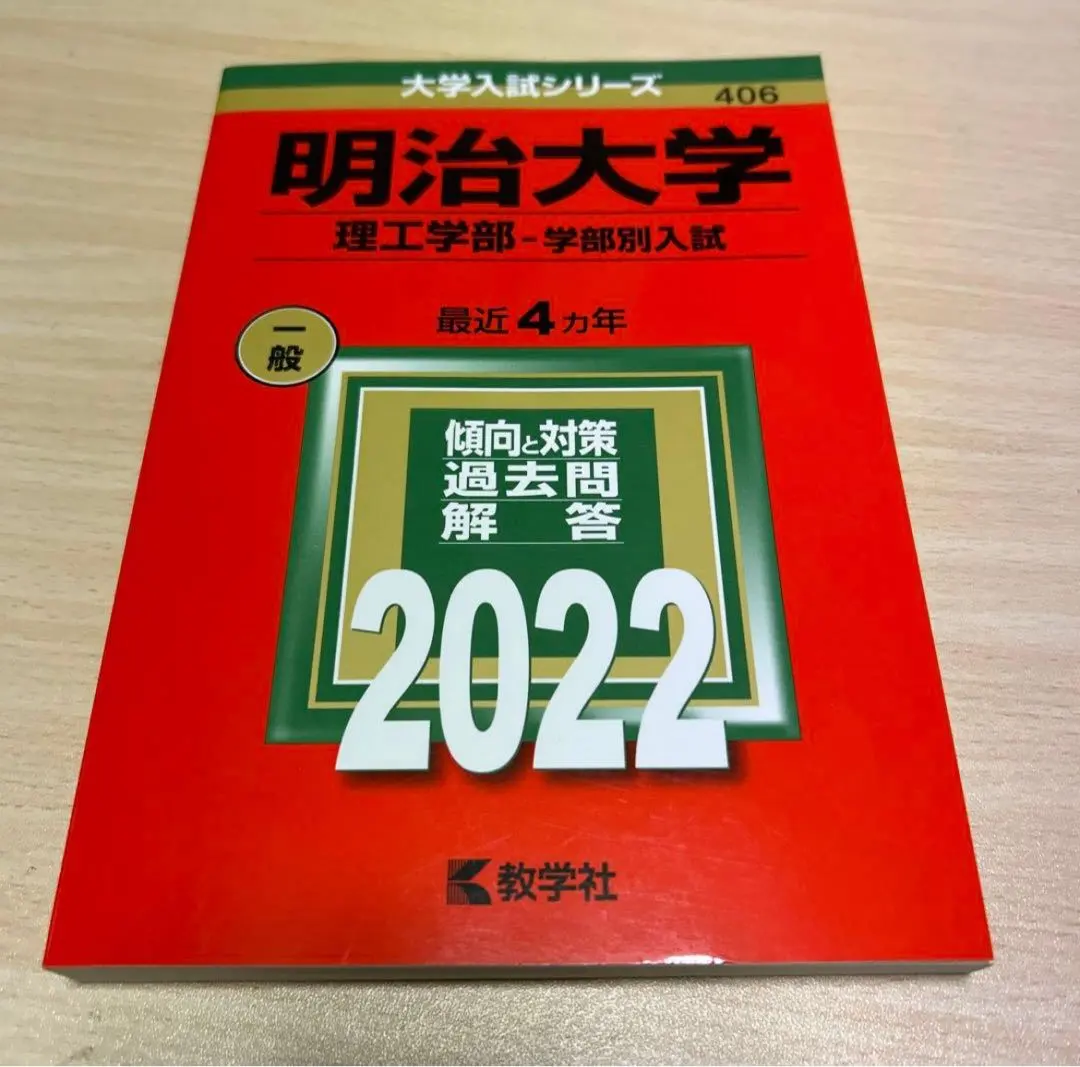 大学入試シリーズ
406
明治大学
理工学部-学部別入試
最近4カ年
一
般
傾向と対策
過去問
解 答
2022
教学社